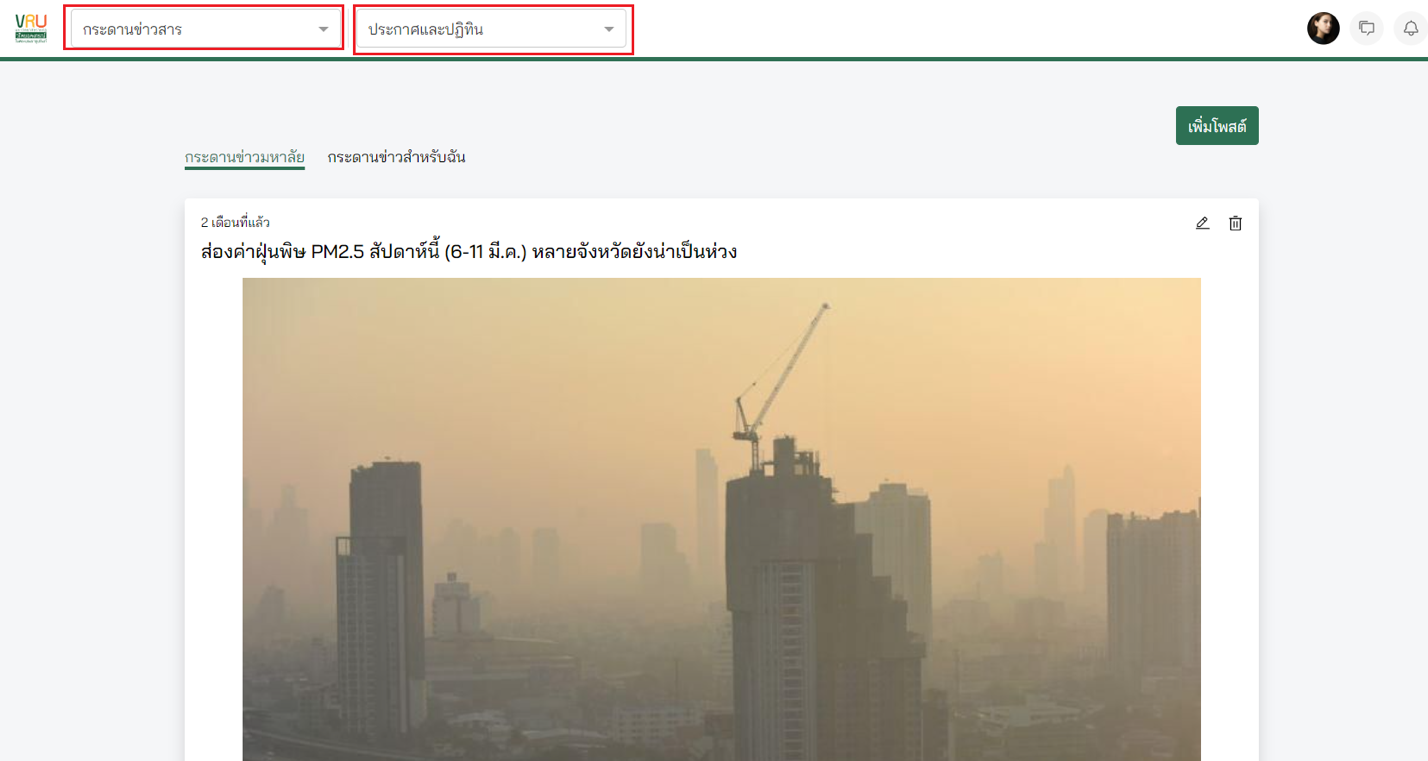 VRU
กระดานข่าวสาร
ประกาศและปฏิทิน
เพิ่มโพสต์
กระดานข่าวมหาลัย
กระดานข่าวสำหรับฉัน
2 เดือนที่แล้ว
ส่องค่าฝุ่นพิษ PM2.5 สัปดาห์นี้ (6-11 มี.ค.) หลายจังหวัดยังน่าเป็นห่วง